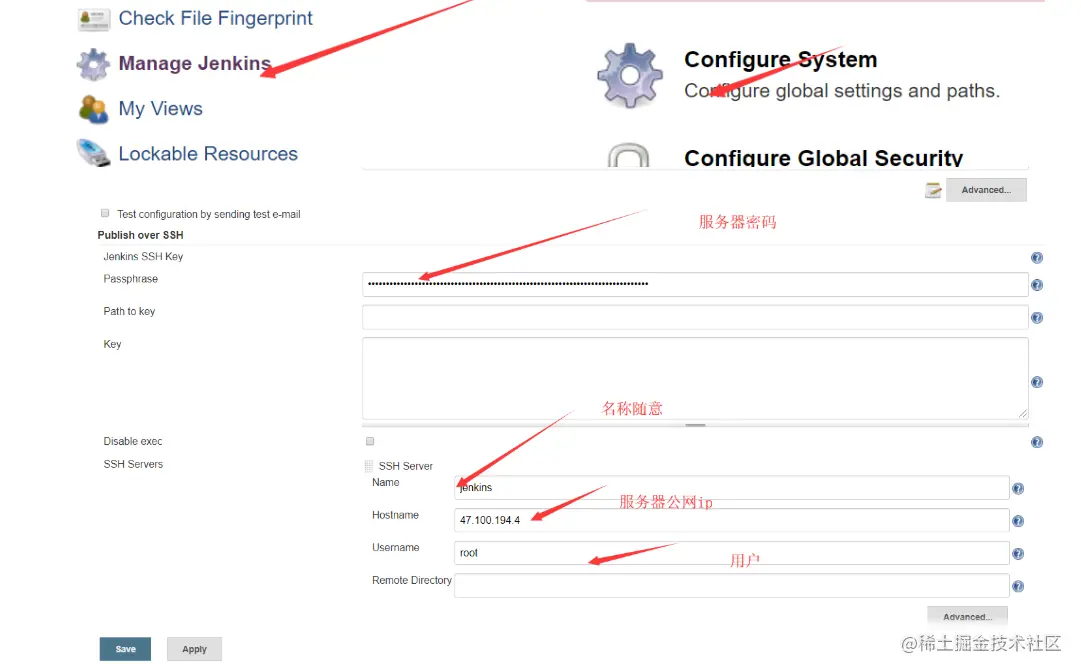 Check File Fingerprint
Manage Jenkins
My Views
Lockable Resources
Configure System
Configure global settings and paths.
Configure Global Security
Advanced...
Test configuration by sending test e-mail
Publish over SSH
服务器密码
Jenkins SSH Key
Passphrase
••••••••••••••••••••••••••••••••••••••••••••••••••••••••••••••••••••••••••••••
Path to key
Key
名称随意
Disable exec
SSH Servers
SSH Server
Name
jenkins
服务器公网ip
Hostname
47.100.194.4
Username
root
用户
Remote Directory
Advanced...
Save
Apply
@稀土掘金技术社区